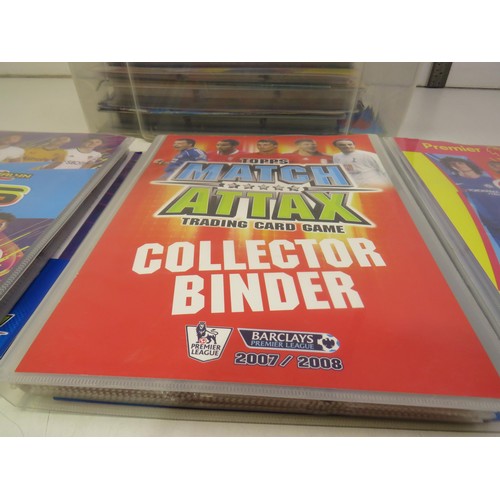 TOPPS
MATCH
ATTAX
TRADING CARD GAME
COLLECTOR
BINDER
PREMIER
LEAGUE
BARCLAYS
PREMIER LEAGUE
2007/2008
Premier